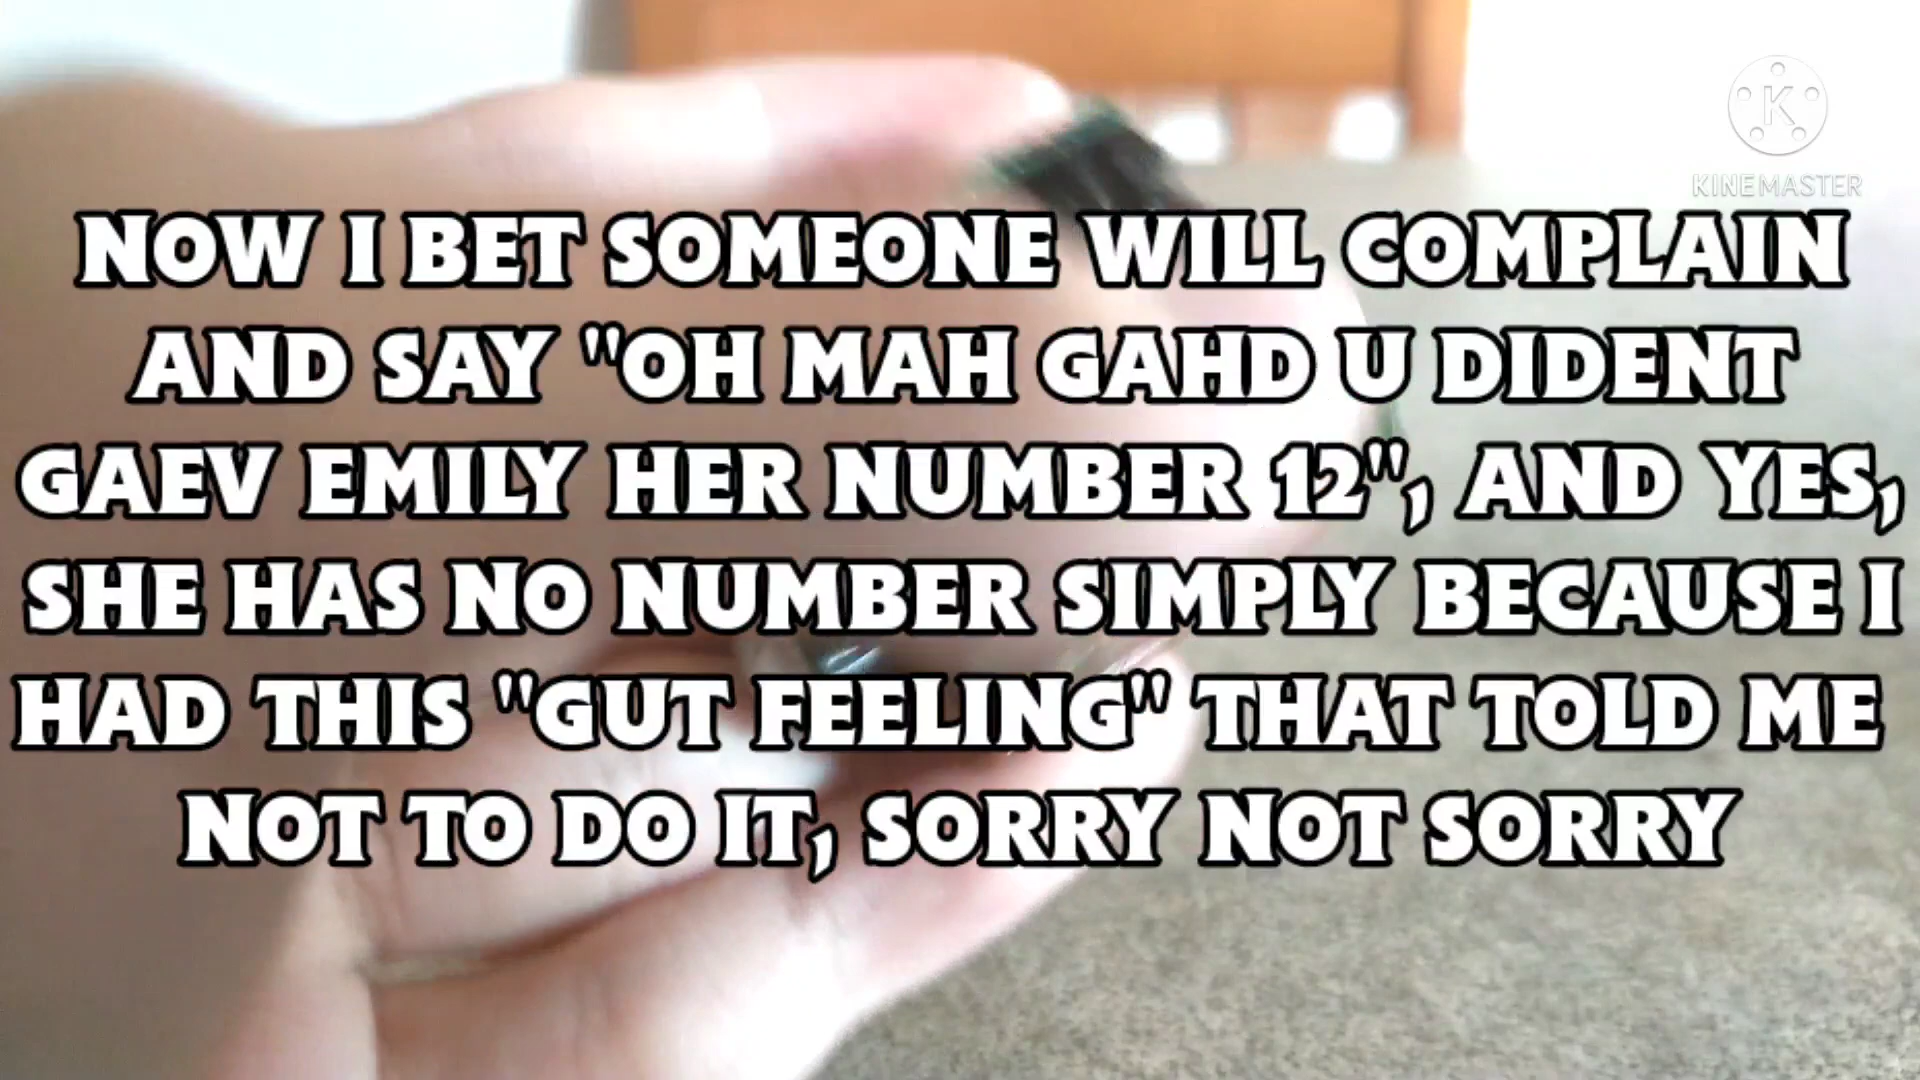 KINEMASTER
NOW I BET SOMEONE WILL COMPLAIN
AND SAY "OH MAH GAHD U DIDENT
GAEV EMILY HER NUMBER 12", AND YES,
SHE HAS NO NUMBER SIMPLY BECAUSE I
HAD THIS "GUT FEELING" THAT TOLD ME
NOT TO DO IT, SORRY NOT SORRY